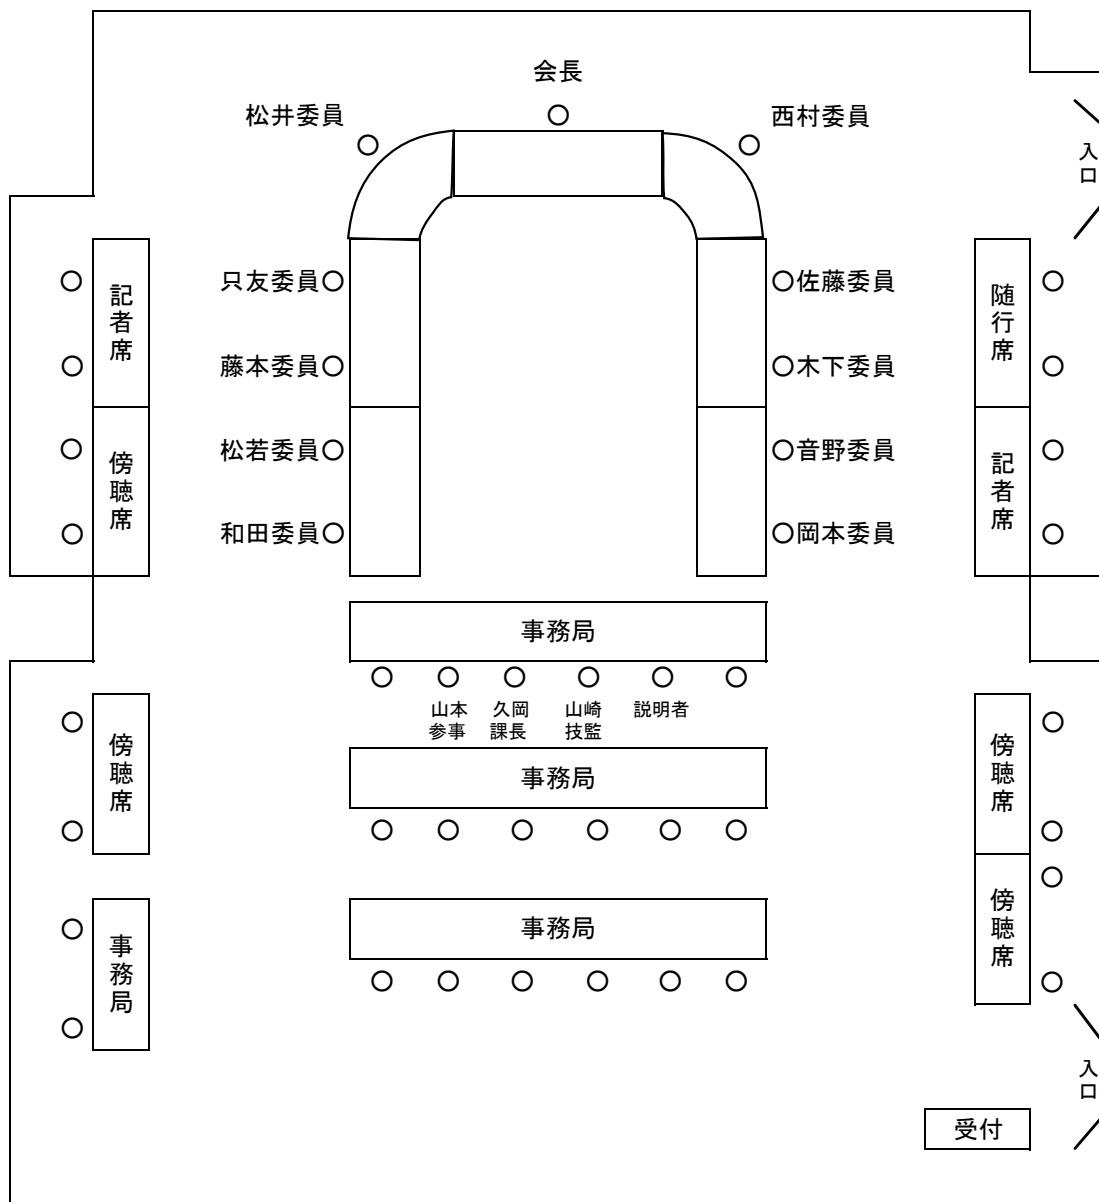 会長
松井委員
西村委員
入口
只友委員
佐藤委員
記者席
随行席
藤本委員
木下委員
松若委員
音野委員
傍聴席
記者席
和田委員
岡本委員
事務局
山本
参事
久岡
課長
山崎
技監
説明者
傍聴席
事務局
傍聴席
傍聴席
事務局
事務局
入口
受付